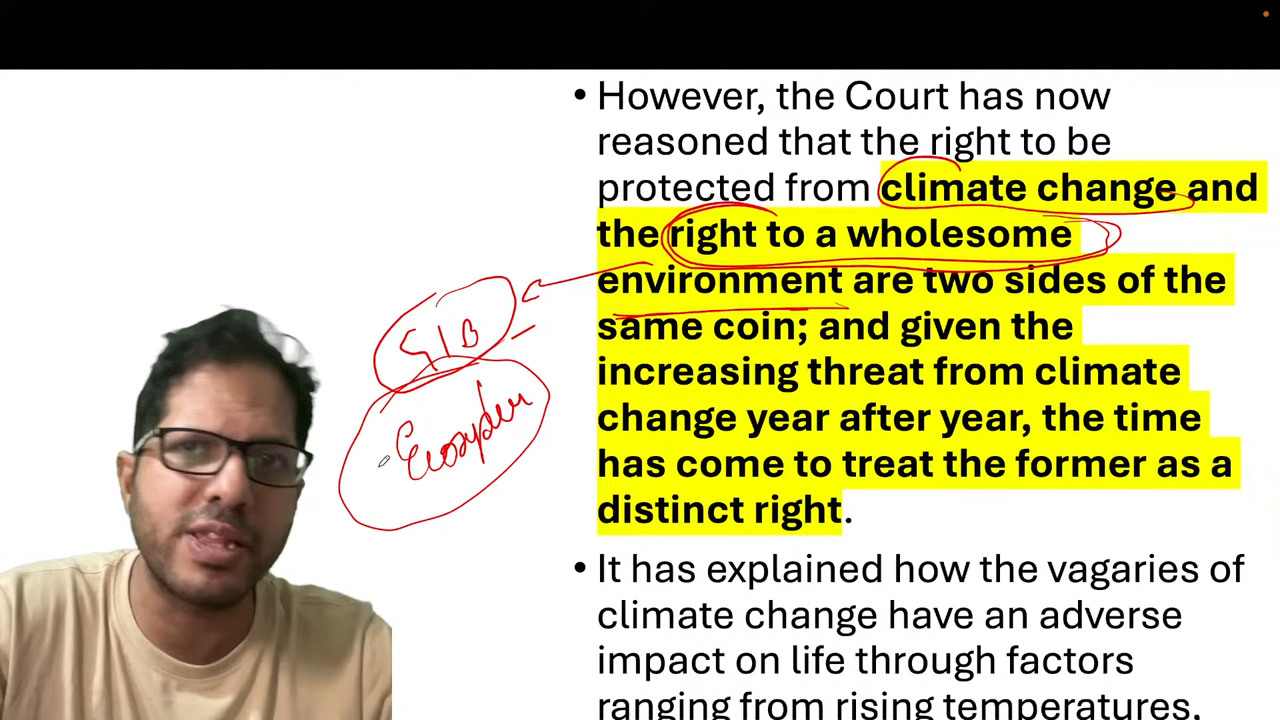 • However, the Court has now
reasoned that the right to be
protected from climate change and
the right to a wholesome
environment are two sides of the
same coin; and given the
increasing threat from climate
change year after year, the time
has come to treat the former as a
distinct right.
• It has explained how the vagaries of
climate change have an adverse
impact on life through factors
ranging from rising temperatures,
GIB